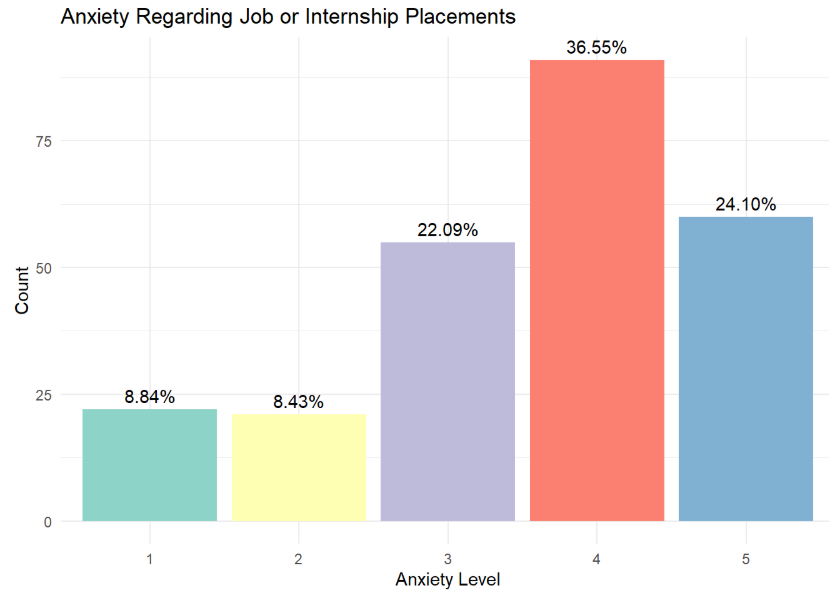 Anxiety Regarding Job or Internship Placements
36.55%
75
24.10%
22.09%
50
Count
25
8.84%
8.43%
0
1 2 3 4 5
Anxiety Level